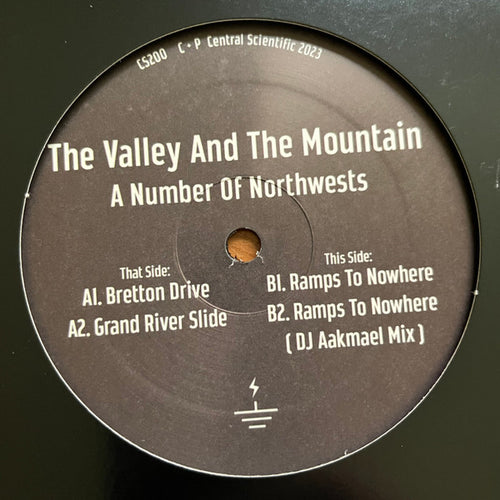 CS200 C + P Central Scientific 2023
The Valley And The Mountain
A Number Of Northwests
That Side:
A1. Bretton Drive
A2. Grand River Slide
This Side:
B1. Ramps To Nowhere
B2. Ramps To Nowhere
( DJ Aakmael Mix )